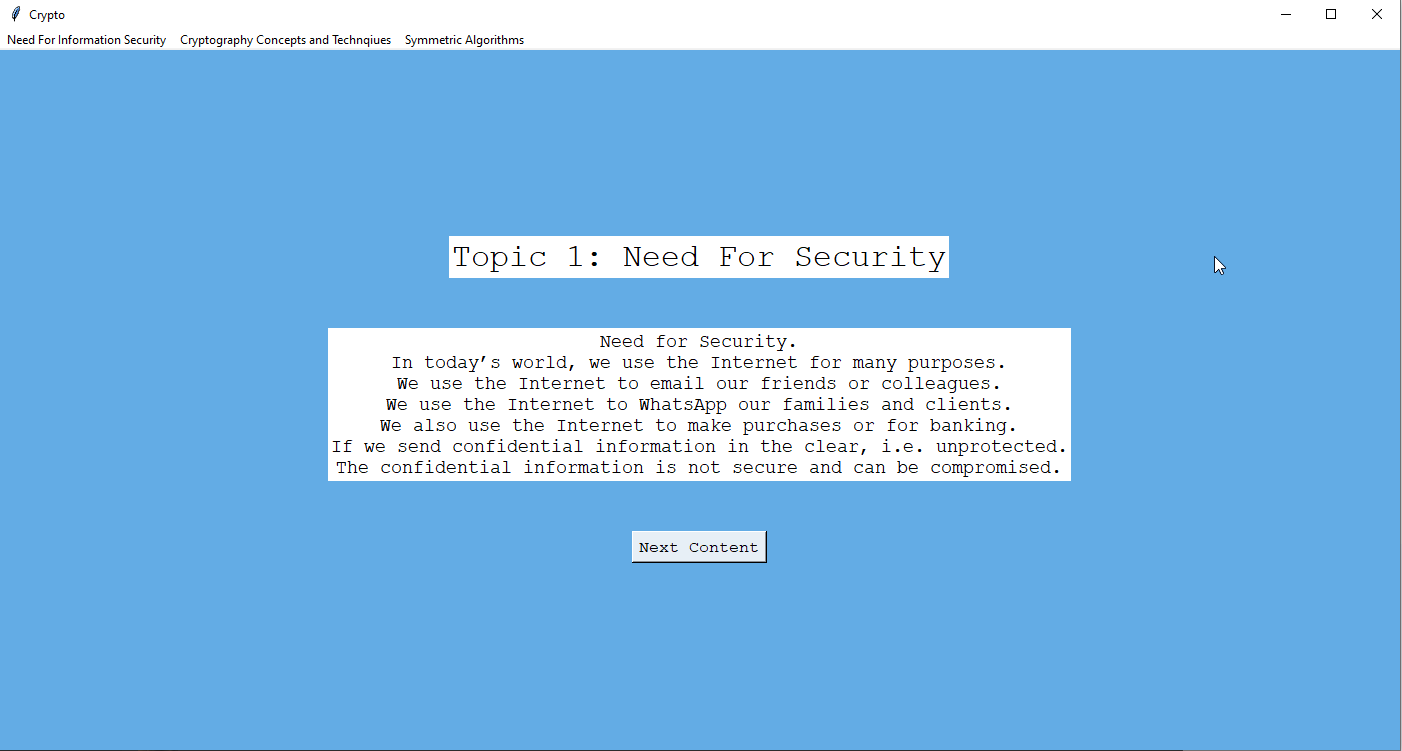 Crypto
Need For Information Security Cryptography Concepts and Technqiues Symmetric Algorithms
Topic 1: Need For Security
Need for Security.
In today’s world, we use the Internet for many purposes.
We use the Internet to email our friends or colleagues.
We use the Internet to WhatsApp our families and clients.
We also use the Internet to make purchases or for banking.
If we send confidential information in the clear, i.e. unprotected.
The confidential information is not secure and can be compromised.
Next Content